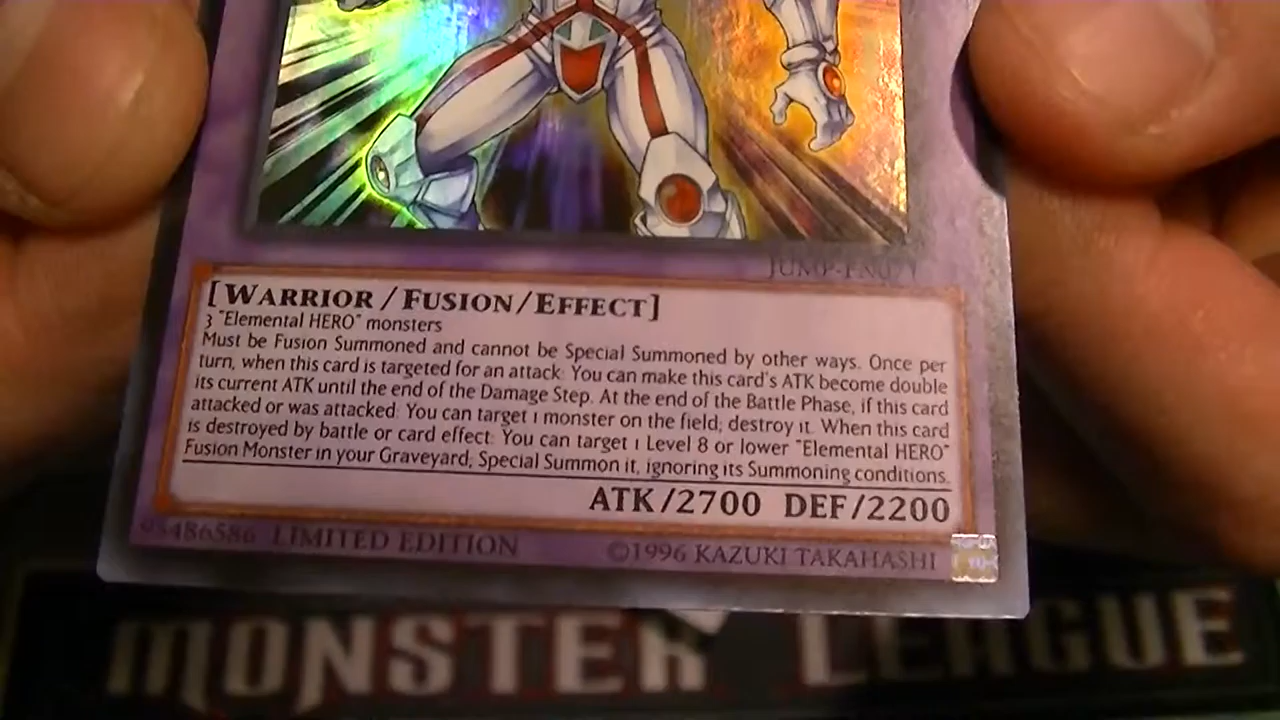 JUMP-EN071
[WARRIOR/FUSION/EFFECT]
3 "Elemental HERO" monsters
Must be Fusion Summoned and cannot be Special Summoned by other ways. Once per
turn, when this card is targeted for an attack: You can make this card's ATK become double
its current ATK until the end of the Damage Step. At the end of the Battle Phase, if this card
attacked or was attacked: You can target 1 monster on the field; destroy it. When this card
is destroyed by battle or card effect: You can target 1 Level 8 or lower "Elemental HERO"
Fusion Monster in your Graveyard; Special Summon it, ignoring its Summoning conditions.
ATK/2700 DEF/2200
05486586 LIMITED EDITION ©1996 KAZUKI TAKAHASHI
MONSTER LEAGUE